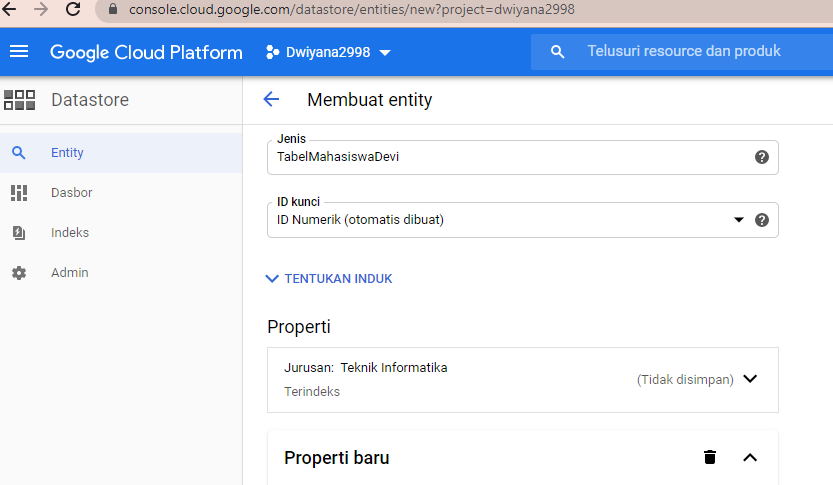 console.cloud.google.com/datastore/entities/new?project=dwiyana2998
Google Cloud Platform
Dwiyana2998
Telusuri resource dan produk
Datastore
Membuat entity
Entity
Dasbor
Indeks
Admin
Jenis
TabelMahasiswaDevi
ID kunci
ID Numerik (otomatis dibuat)
TENTUKAN INDUK
Properti
Jurusan: Teknik Informatika
(Tidak disimpan)
Terindeks
Properti baru